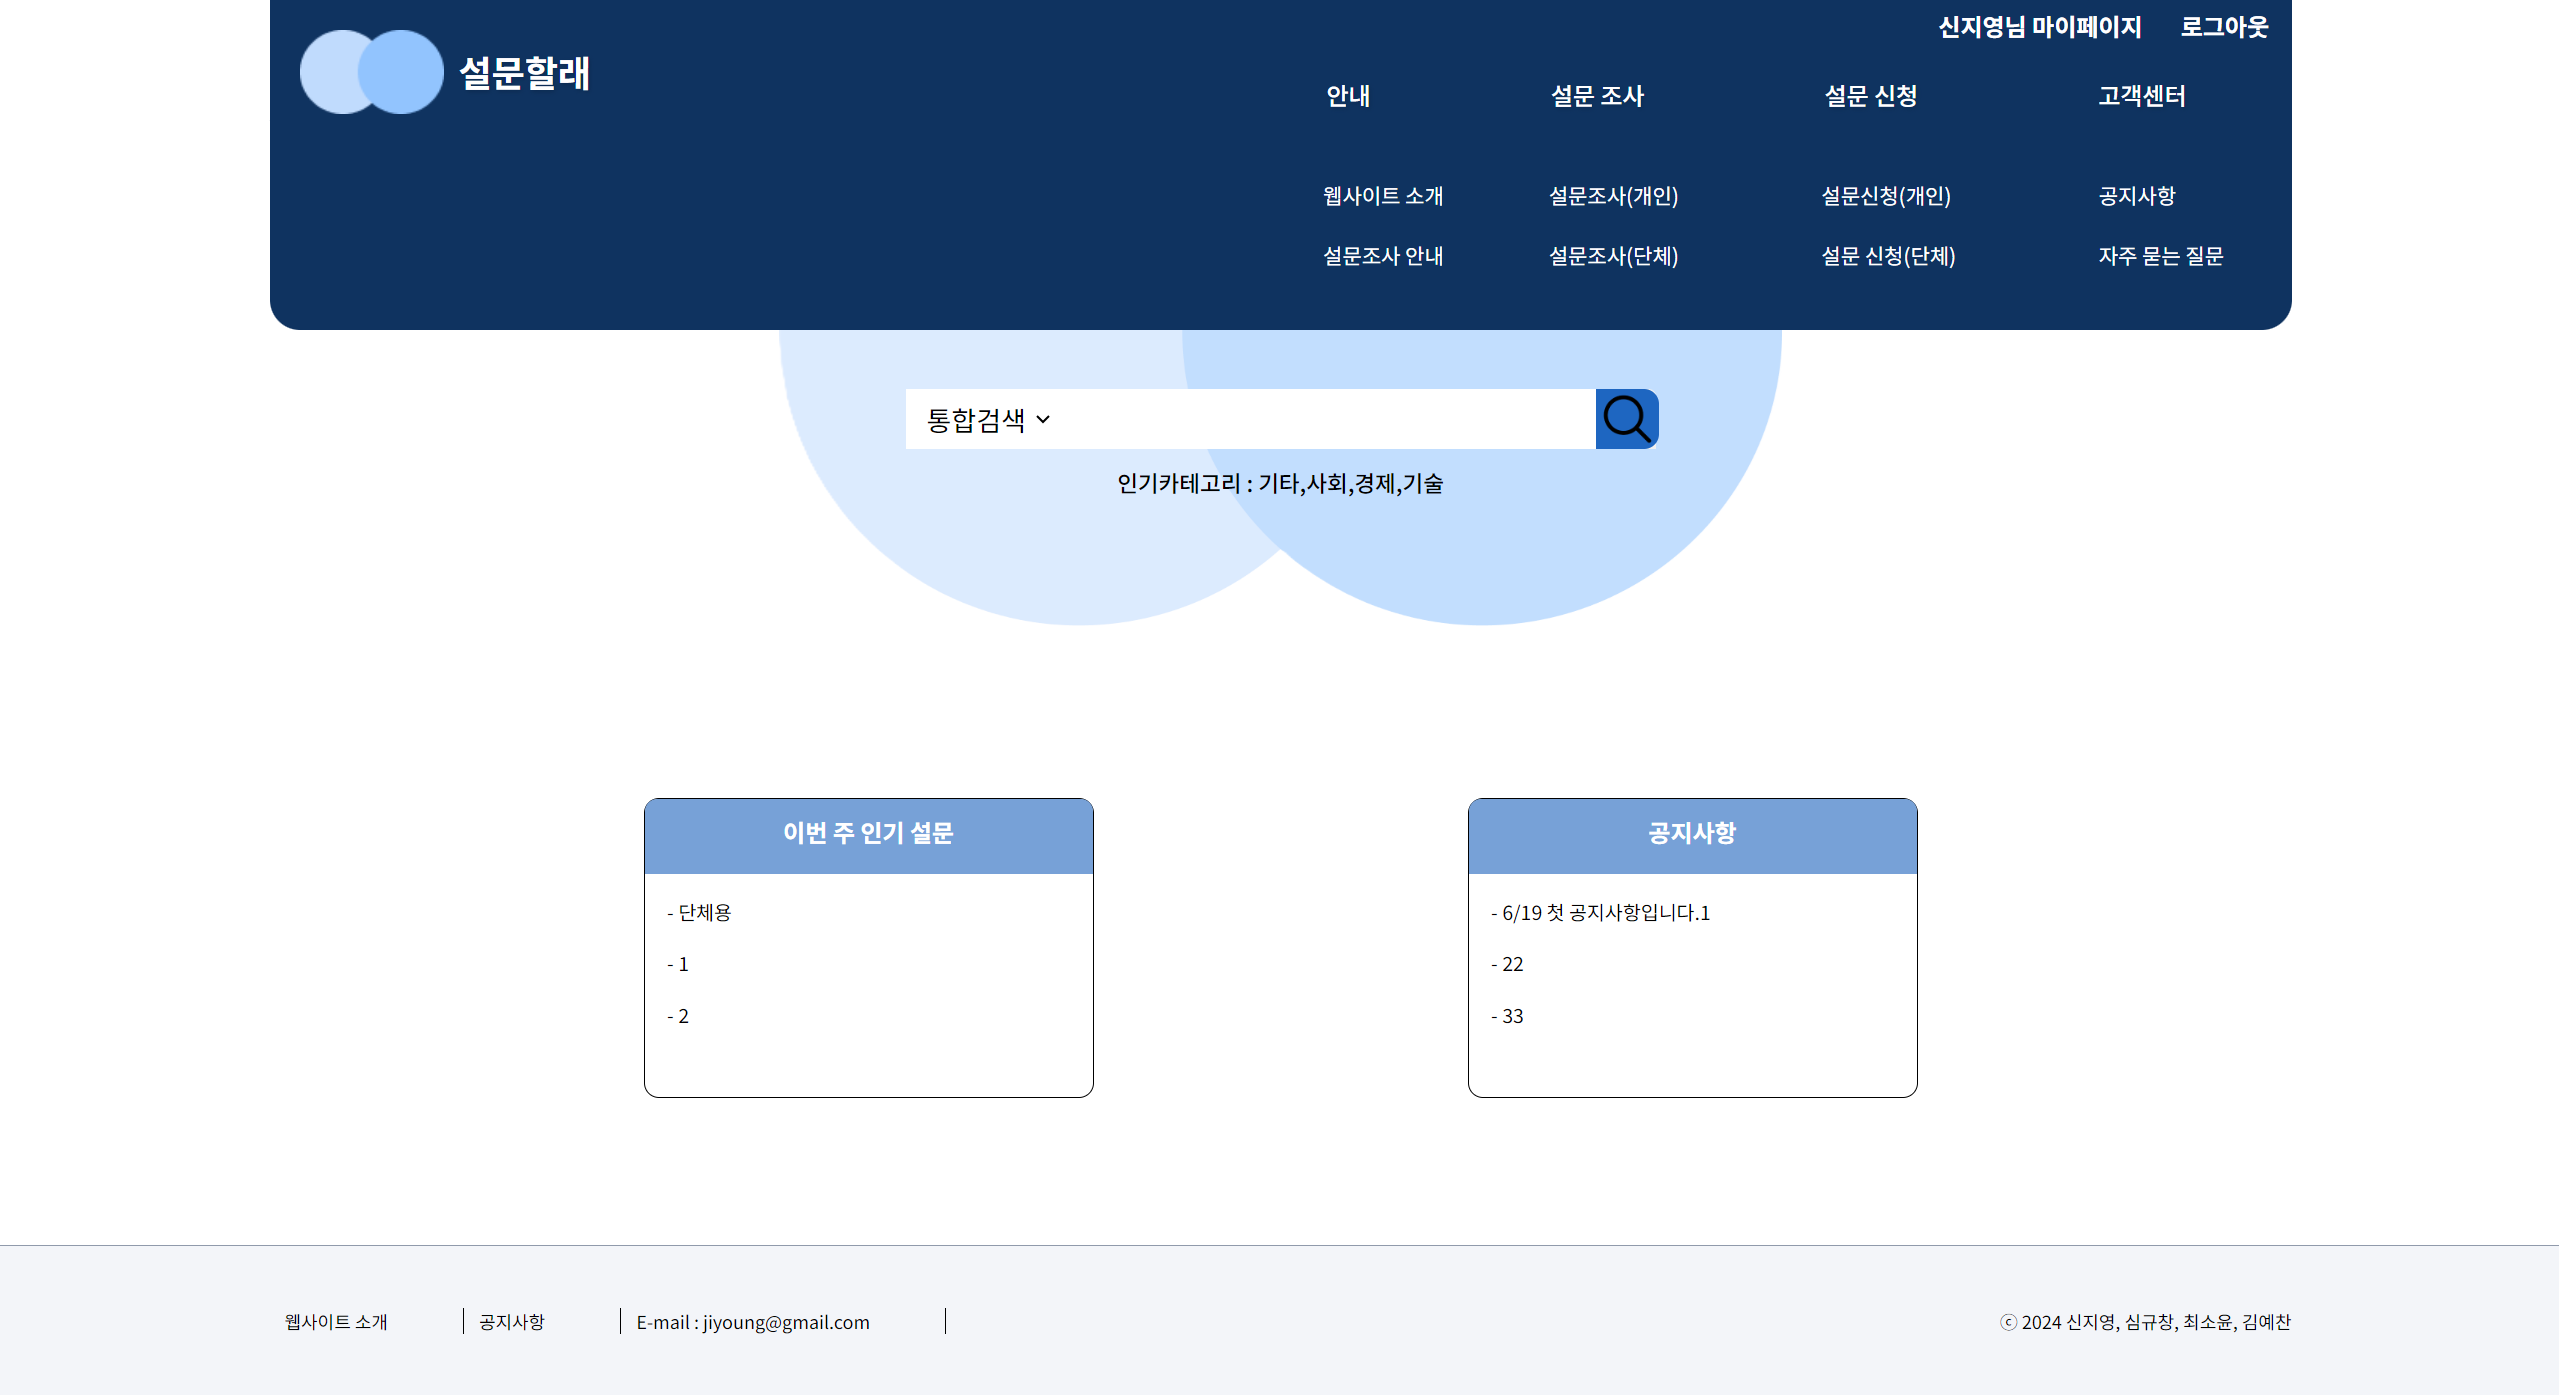 신지영님 마이페이지 로그아웃
설문할래
안내 설문 조사 설문 신청 고객센터
웹사이트 소개 설문조사(개인) 설문신청(개인) 공지사항
설문조사 안내 설문조사(단체) 설문 신청(단체) 자주 묻는 질문
통합검색
인기카테고리 : 기타,사회,경제,기술
이번 주 인기 설문
- 단체용
- 1
- 2
공지사항
- 6/19 첫 공지사항입니다.1
- 22
- 33
웹사이트 소개 공지사항 E-mail : jiyoung@gmail.com ⓒ 2024 신지영, 심규창, 최소윤, 김예찬